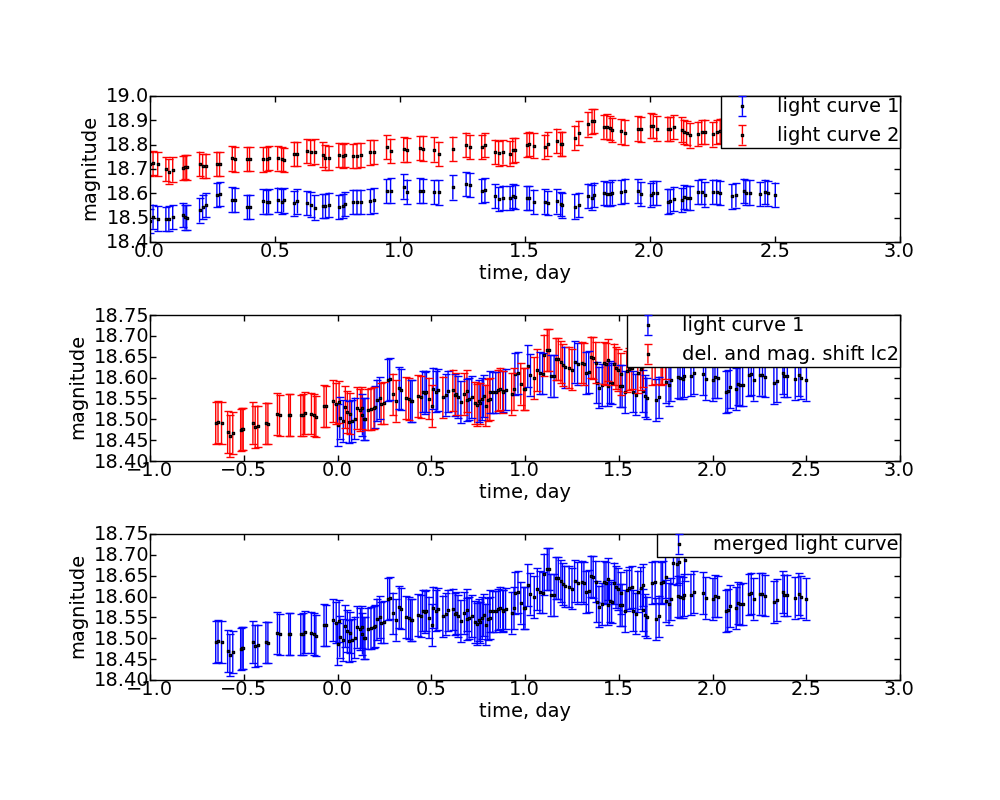 19.0
18.9
18.8
18.7
18.6
18.5
18.4
magnitude
light curve 1
light curve 2
0.0 0.5 1.0 1.5 2.0 2.5 3.0
time, day
18.75
18.70
18.65
18.60
18.55
18.50
18.45
18.40
magnitude
light curve 1
del. and mag. shift lc2
−1.0 −0.5 0.0 0.5 1.0 1.5 2.0 2.5 3.0
time, day
18.75
18.70
18.65
18.60
18.55
18.50
18.45
18.40
magnitude
merged light curve
−1.0 −0.5 0.0 0.5 1.0 1.5 2.0 2.5 3.0
time, day